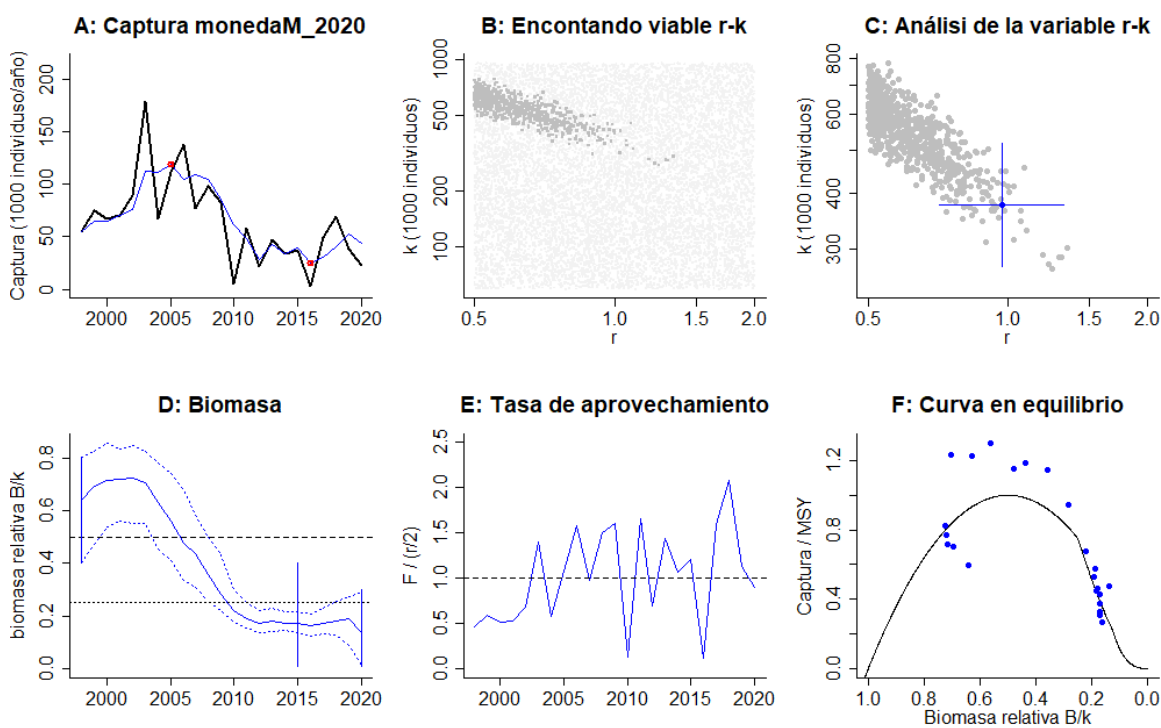 A: Captura monedaM_2020
Captura (1000 individuso/año)
0 50 100 150 200
2000 2005 2010 2015 2020
B: Encontando viable r-k
k (1000 individuos)
100 200 500 1000
0.5 1.0 1.5 2.0
r
C: Análisi de la variable r-k
k (1000 individuos)
300 400 600 800
0.5 1.0 1.5 2.0
r
D: Biomasa
biomasa relativa B/k
0.0 0.2 0.4 0.6 0.8
2000 2005 2010 2015 2020
E: Tasa de aprovechamiento
F / (r/2)
0.0 0.5 1.0 1.5 2.0 2.5
2000 2005 2010 2015 2020
F: Curva en equilibrio
Captura / MSY
0.0 0.4 0.8 1.2
1.0 0.8 0.6 0.4 0.2 0.0
Biomasa relativa B/k